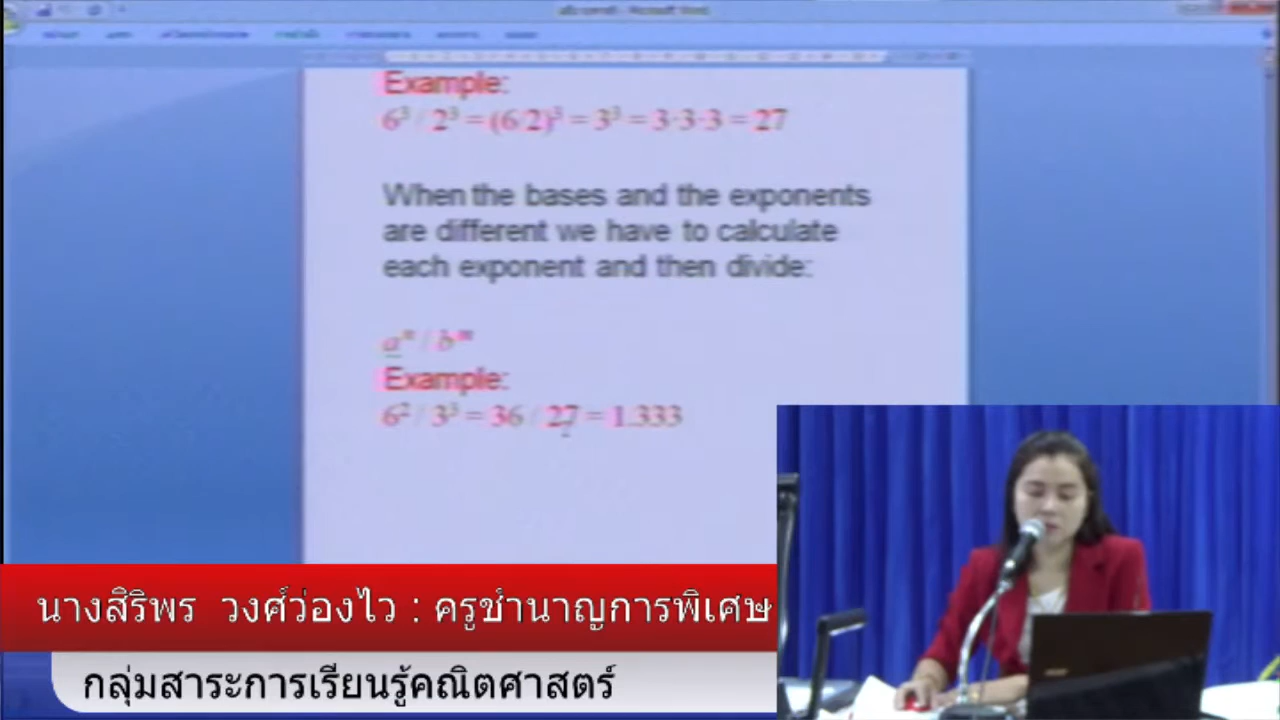 Example:
6³ / 2³ = (6/2)³ = 3³ = 3·3·3 = 27
When the bases and the exponents
are different we have to calculate
each exponent and then divide:
aⁿ / bᵐ
Example:
6² / 3³ = 36 / 27 = 1.333
นางสิริพร วงศ์ว่องไว : ครูชำนาญการพิเศษ
กลุ่มสาระการเรียนรู้คณิตศาสตร์